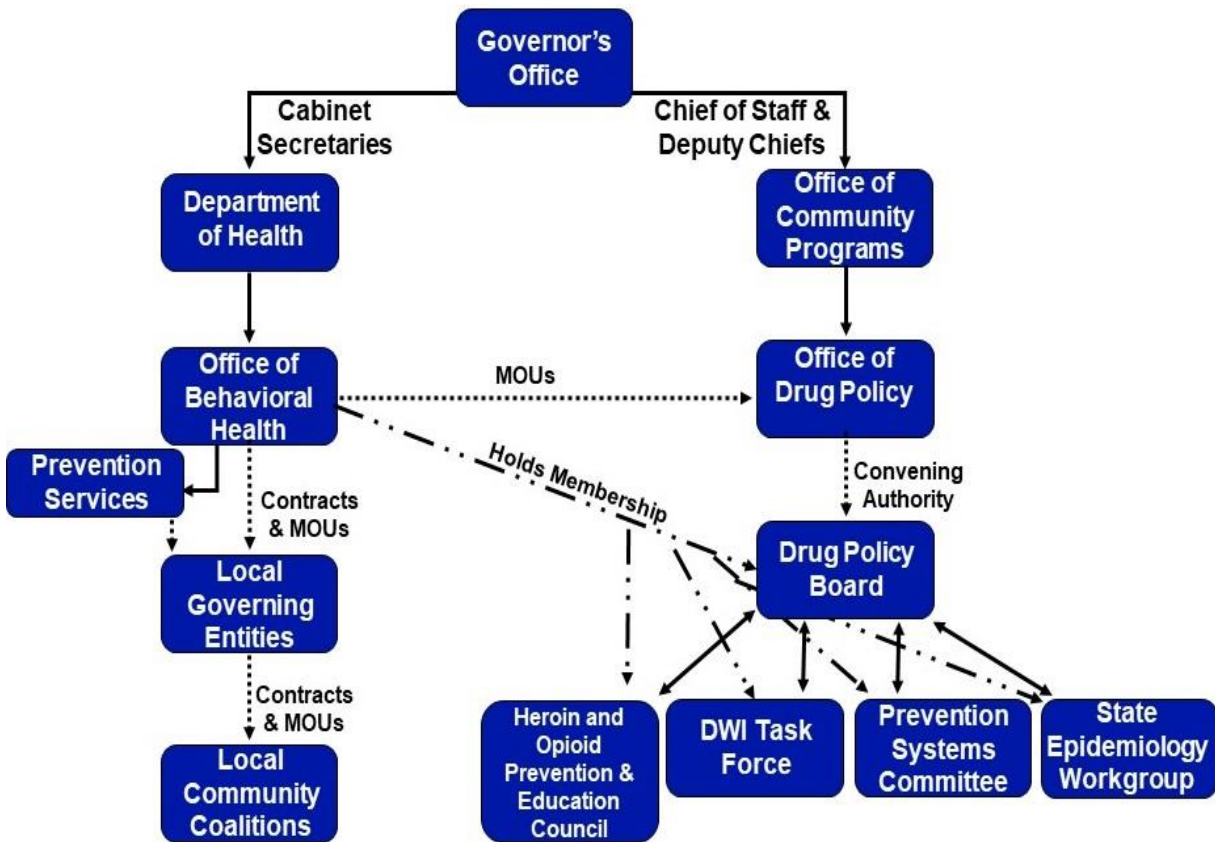 Governor's
Office
Cabinet
Secretaries
Chief of Staff &
Deputy Chiefs
Department
of Health
Office of
Community
Programs
Office of
Behavioral
Health
MOUs
Office of
Drug Policy
Prevention
Services
Contracts
& MOUs
Holds Membership
Convening
Authority
Local
Governing
Entities
Drug Policy
Board
Contracts
& MOUs
Local
Community
Coalitions
Heroin and
Opioid
Prevention &
Education
Council
DWI Task
Force
Prevention
Systems
Committee
State
Epidemiology
Workgroup